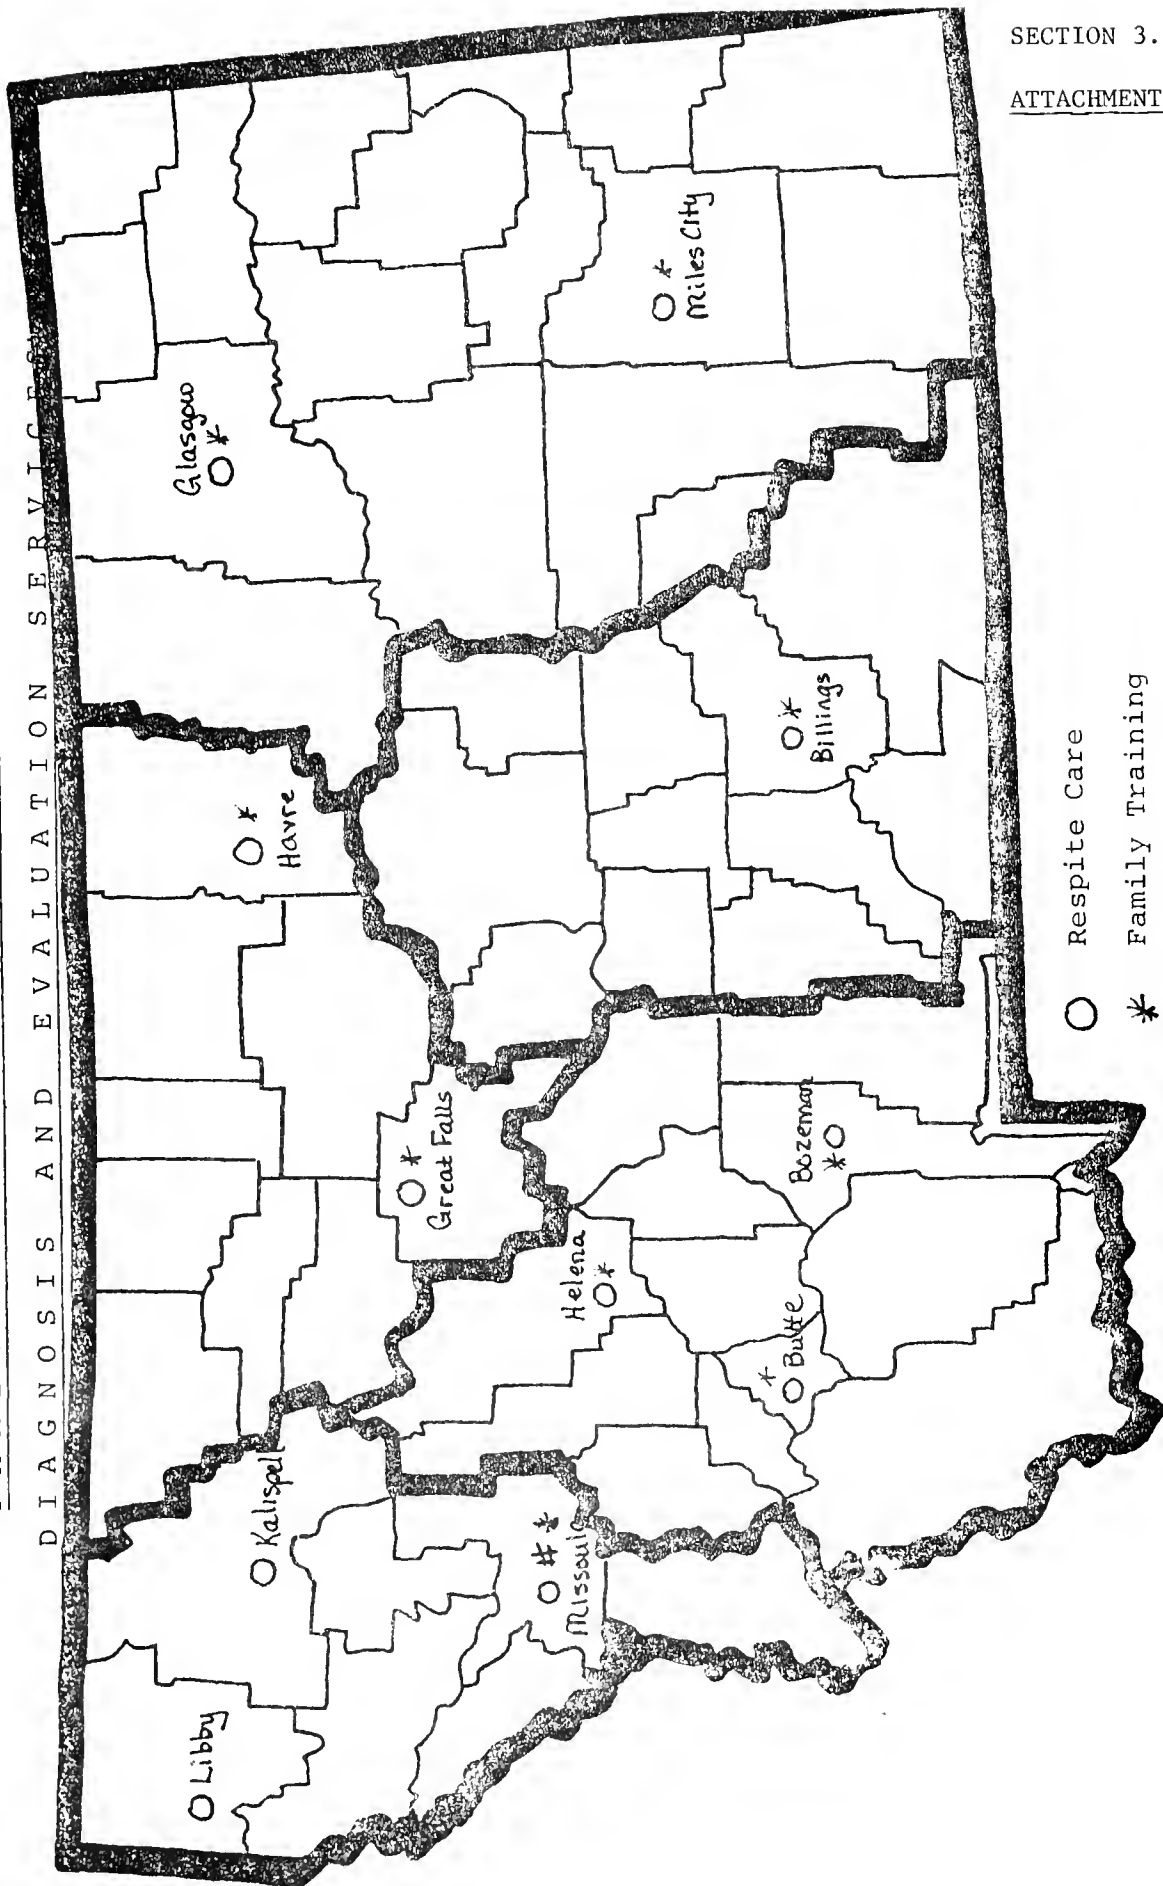 SECTION 3.
ATTACHMENT
DIAGNOSIS AND EVALUATION SERVICES
Libby
Kalispell
# *
Missoula
Great Falls
*
Havre
*
Glasgow
*
Miles City
*
Helena
*
Butte
*
Bozeman
*
Billings
*
Respite Care
* Family Training